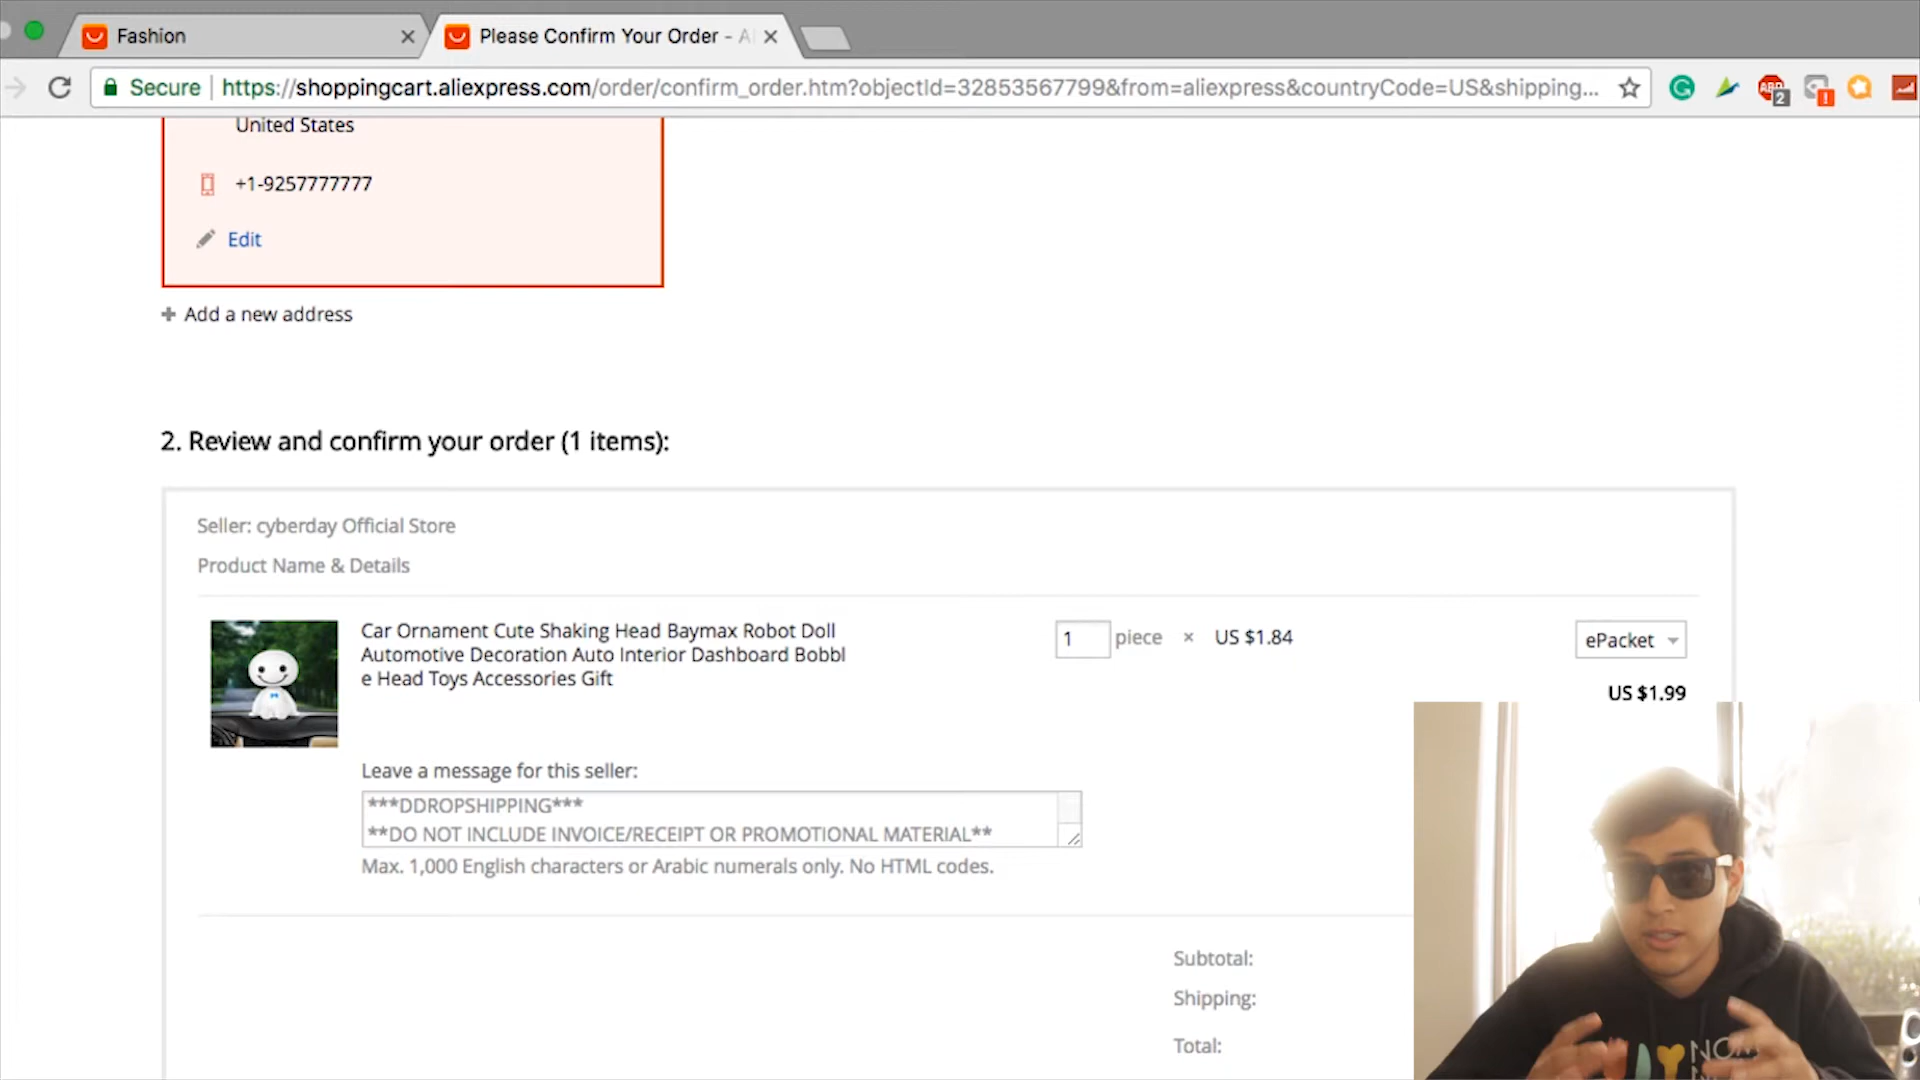 Fashion
Please Confirm Your Order - A
Secure
https://shoppingcart.aliexpress.com/order/confirm_order.htm?objectId=32853567799&from=aliexpress&countryCode=US&shipping...
ABP
2
!
United States
+1-9257777777
Edit
Add a new address
2. Review and confirm your order (1 items):
Seller: cyberday Official Store
Product Name & Details
Car Ornament Cute Shaking Head Baymax Robot Doll
Automotive Decoration Auto Interior Dashboard Bobbl
e Head Toys Accessories Gift
1 piece × US $1.84
ePacket
US $1.99
Leave a message for this seller:
***DDROPSHIPPING***
**DO NOT INCLUDE INVOICE/RECEIPT OR PROMOTIONAL MATERIAL**
Max. 1,000 English characters or Arabic numerals only. No HTML codes.
Subtotal:
Shipping:
Total: